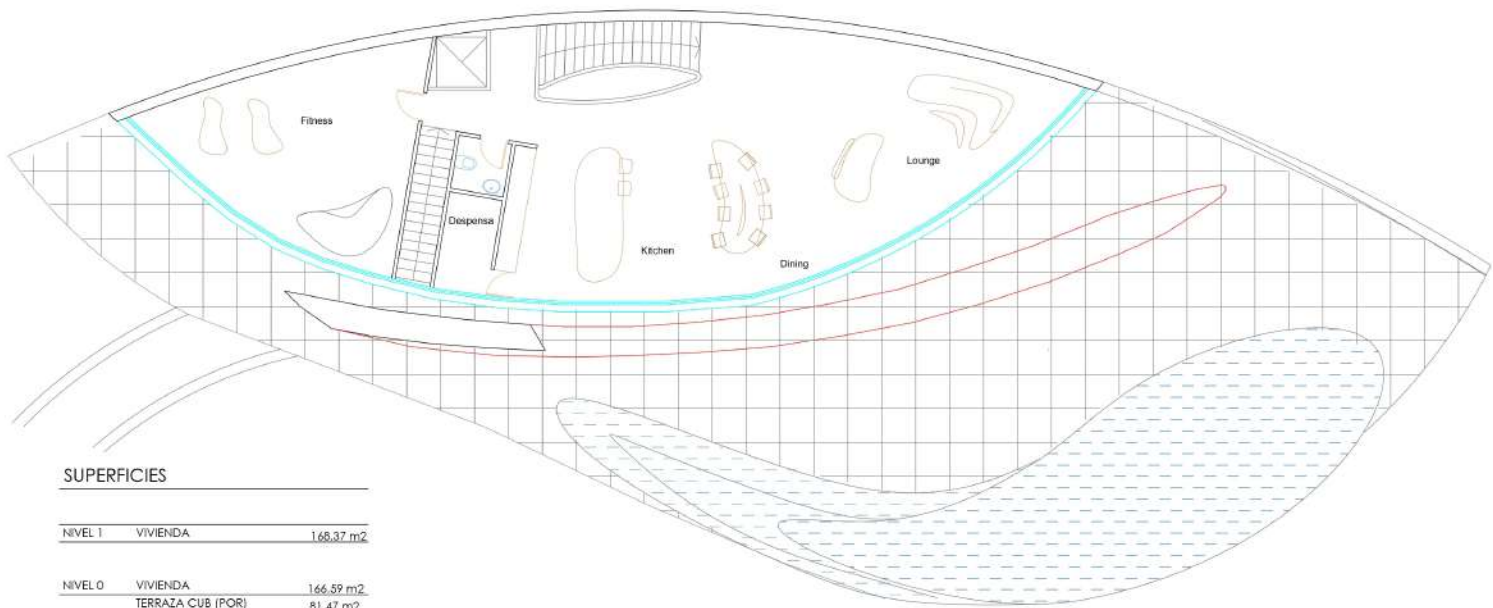 Fitness
Lounge
Despensa
Kitchen
Dining
SUPERFICIES
NIVEL 1 VIVIENDA 168.37 m2
NIVEL 0 VIVIENDA 166.59 m2
TERRAZA CUB (POR) 81.47 m2